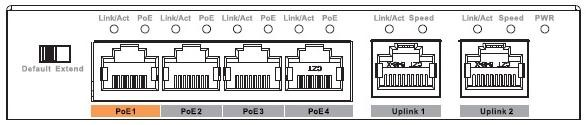 Link/Act PoE Link/Act PoE Link/Act PoE Link/Act PoE Link/Act Speed Link/Act Speed PWR
Default Extend
PoE1 PoE2 PoE3 PoE4 Uplink 1 Uplink 2